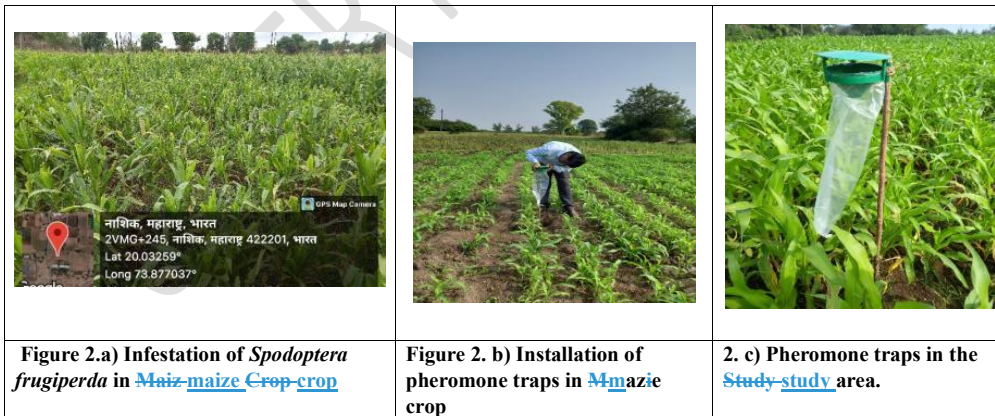 GPS Map Camera
नाशिक, महाराष्ट्र, भारत
2VMG+245, नाशिक, महाराष्ट्र 422201, भारत
Lat 20.03259°
Long 73.877037°
Google
Figure 2.a) Infestation of Spodoptera
frugiperda in Maiz maize Crop crop
Figure 2. b) Installation of
pheromone traps in Mmazie
crop
2. c) Pheromone traps in the
Study study area.